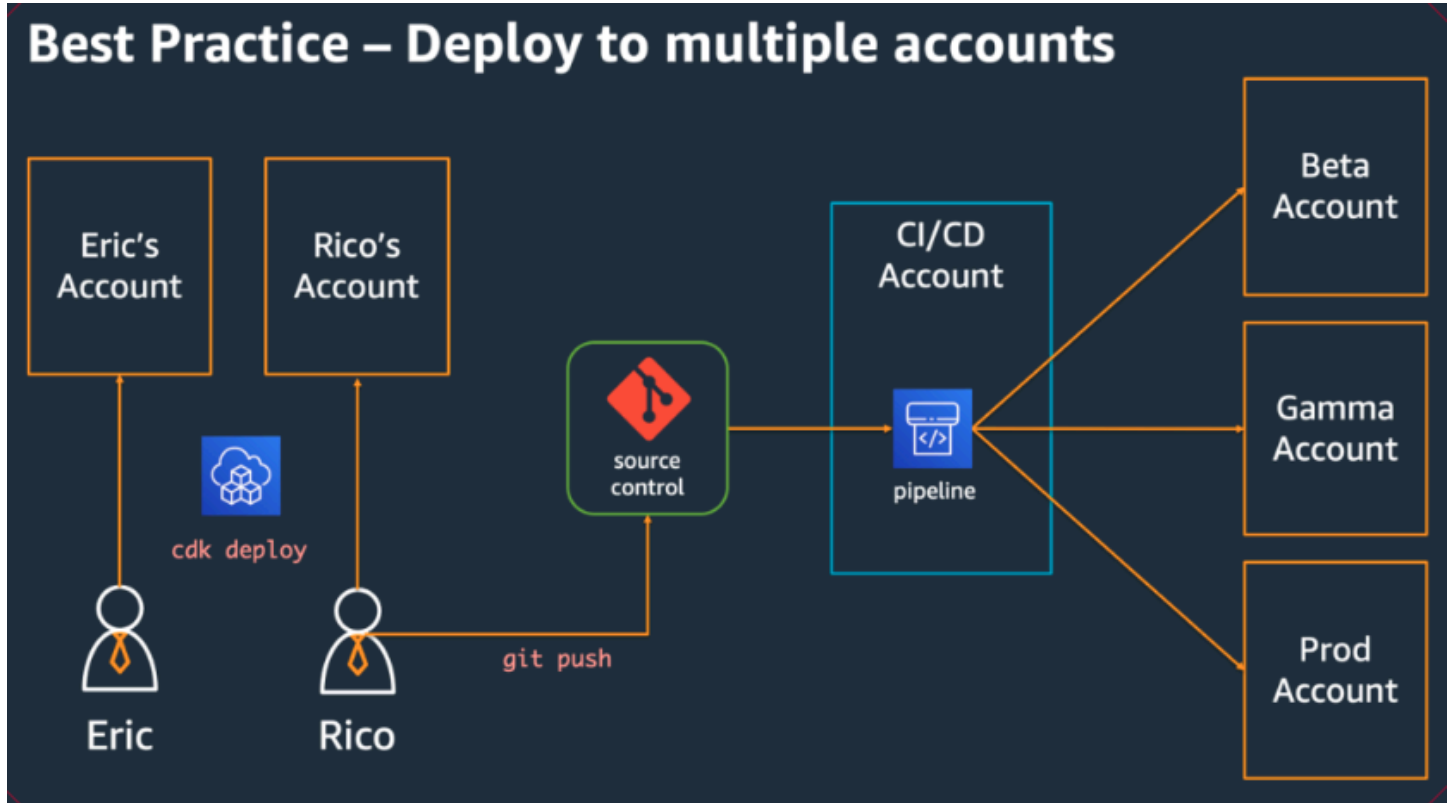 Best Practice – Deploy to multiple accounts
Eric's
Account
Rico's
Account
cdk deploy
Eric
Rico
git push
source
control
CI/CD
Account
pipeline
Beta
Account
Gamma
Account
Prod
Account